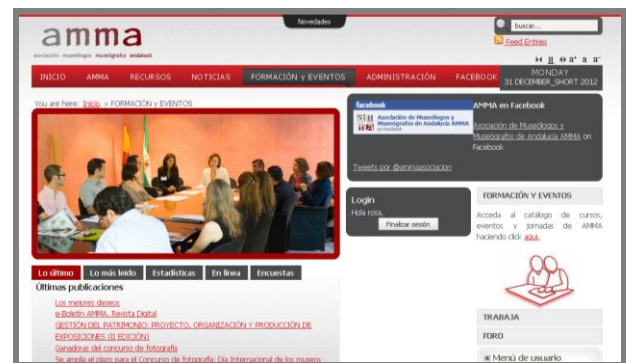 Novedades
buscar...
Feed Entries
amma
asociación museólogos museógrafos andaluces
a+ a a-
INICIO AMMA RECURSOS NOTICIAS FORMACIÓN y EVENTOS ADMINISTRACIÓN FACEBOOK
MONDAY
31 DECEMBER_SHORT 2012
You are here: Inicio > FORMACIÓN y EVENTOS
facebook
Asociación de Museólogos y
Museógrafos de Andalucía AMMA
en Facebook
AMMA en Facebook
Asociación de Museólogos y
Museógrafos de Andalucía AMMA on
Facebook
Tweets por @ammaasociacion
Login
Hola rosa,
Finalizar sesión
FORMACIÓN Y EVENTOS
Acceda al catálogo de cursos,
eventos y jornadas de AMMA
haciendo click aquí.
Lo último Lo más leído Estadísticas En línea Encuestas
Últimas publicaciones
Los mejores deseos
e-Boletín AMMA, Revista Digital
GESTIÓN DEL PATRIMONIO: PROYECTO, ORGANIZACIÓN Y PRODUCCIÓN DE
EXPOSICIONES (II EDICIÓN)
Ganadoras del concurso de fotografía
Se amplía el plazo para el Concurso de fotografía: Día Internacional de los museos
TRABAJA
FORO
Menú de usuario